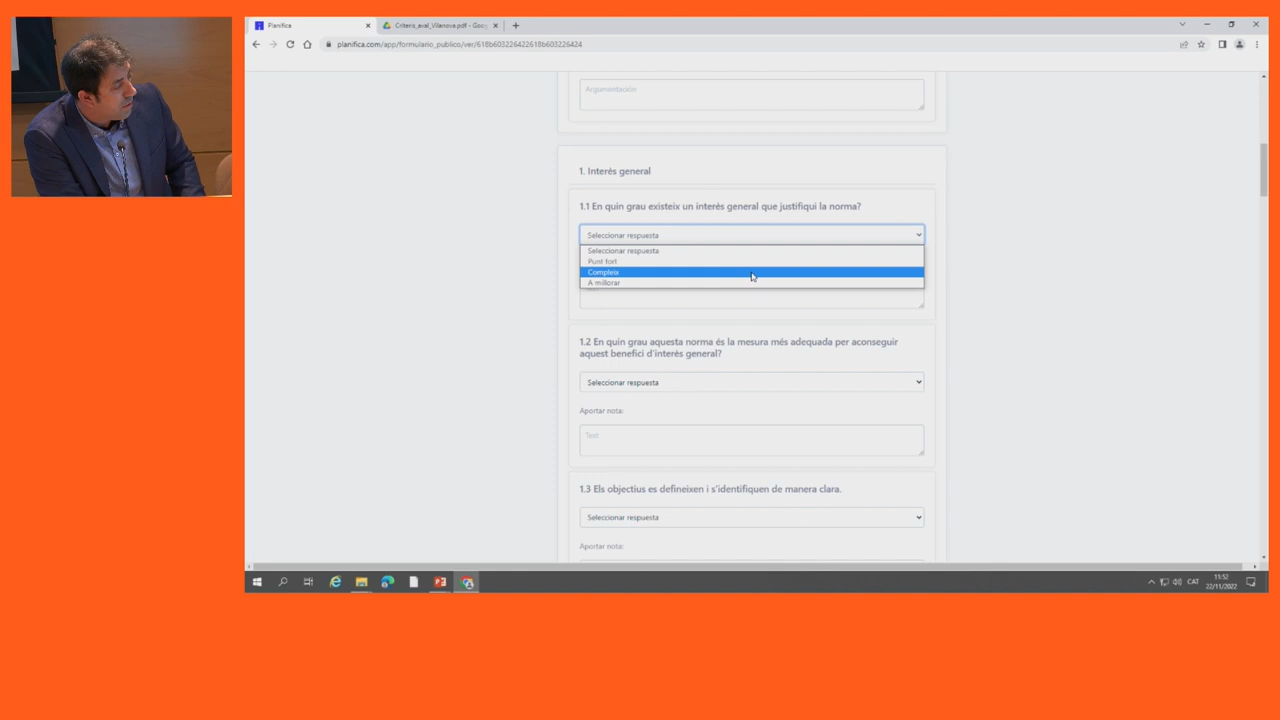 Planifica
Criteris_aval_Vilanova.pdf - Goog
planifica.com/app/formulario_publico/ver/618b603226422618b603226424
Argumentación
1. Interès general
1.1 En quin grau existeix un interès general que justifiqui la norma?
Seleccionar respuesta
Seleccionar respuesta
Punt fort
Compleix
A millorar
1.2 En quin grau aquesta norma és la mesura més adequada per aconseguir
aquest benefici d'interès general?
Seleccionar respuesta
Aportar nota:
Text
1.3 Els objectius es defineixen i s'identifiquen de manera clara.
Seleccionar respuesta
Aportar nota:
CAT
11:52
22/11/2022